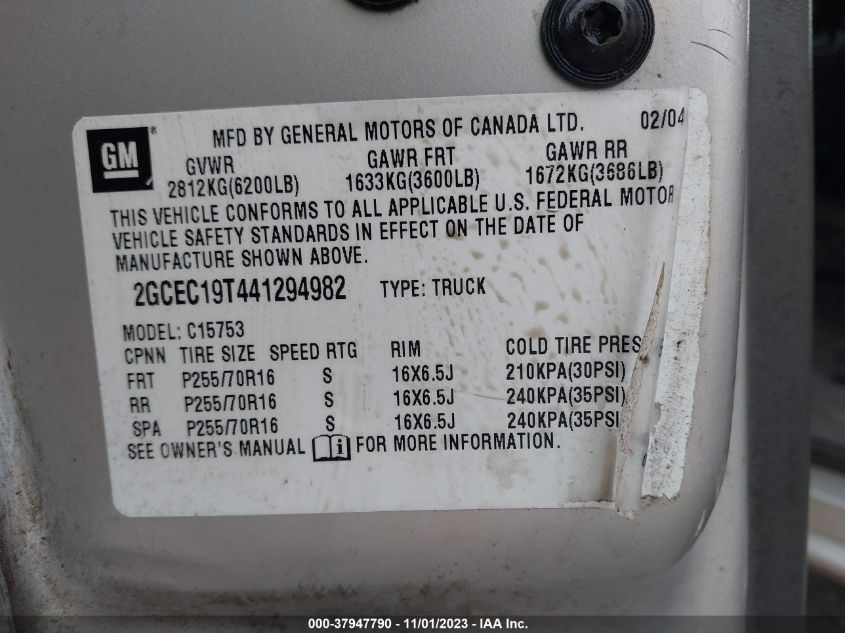 GM ® MFD BY GENERAL MOTORS OF CANADA LTD. 02/04
GVWR GAWR FRT GAWR RR
2812KG(6200LB) 1633KG(3600LB) 1672KG(3686LB)
THIS VEHICLE CONFORMS TO ALL APPLICABLE U.S. FEDERAL MOTOR
VEHICLE SAFETY STANDARDS IN EFFECT ON THE DATE OF
MANUFACTURE SHOWN ABOVE.
2GCEC19T441294982 TYPE: TRUCK
MODEL: C15753
CPNN TIRE SIZE SPEED RTG RIM COLD TIRE PRES
FRT P255/70R16 S 16X6.5J 210KPA(30PSI)
RR P255/70R16 S 16X6.5J 240KPA(35PSI)
SPA P255/70R16 S 16X6.5J 240KPA(35PSI
SEE OWNER'S MANUAL i FOR MORE INFORMATION.
000-37947790 - 11/01/2023 - IAA Inc.